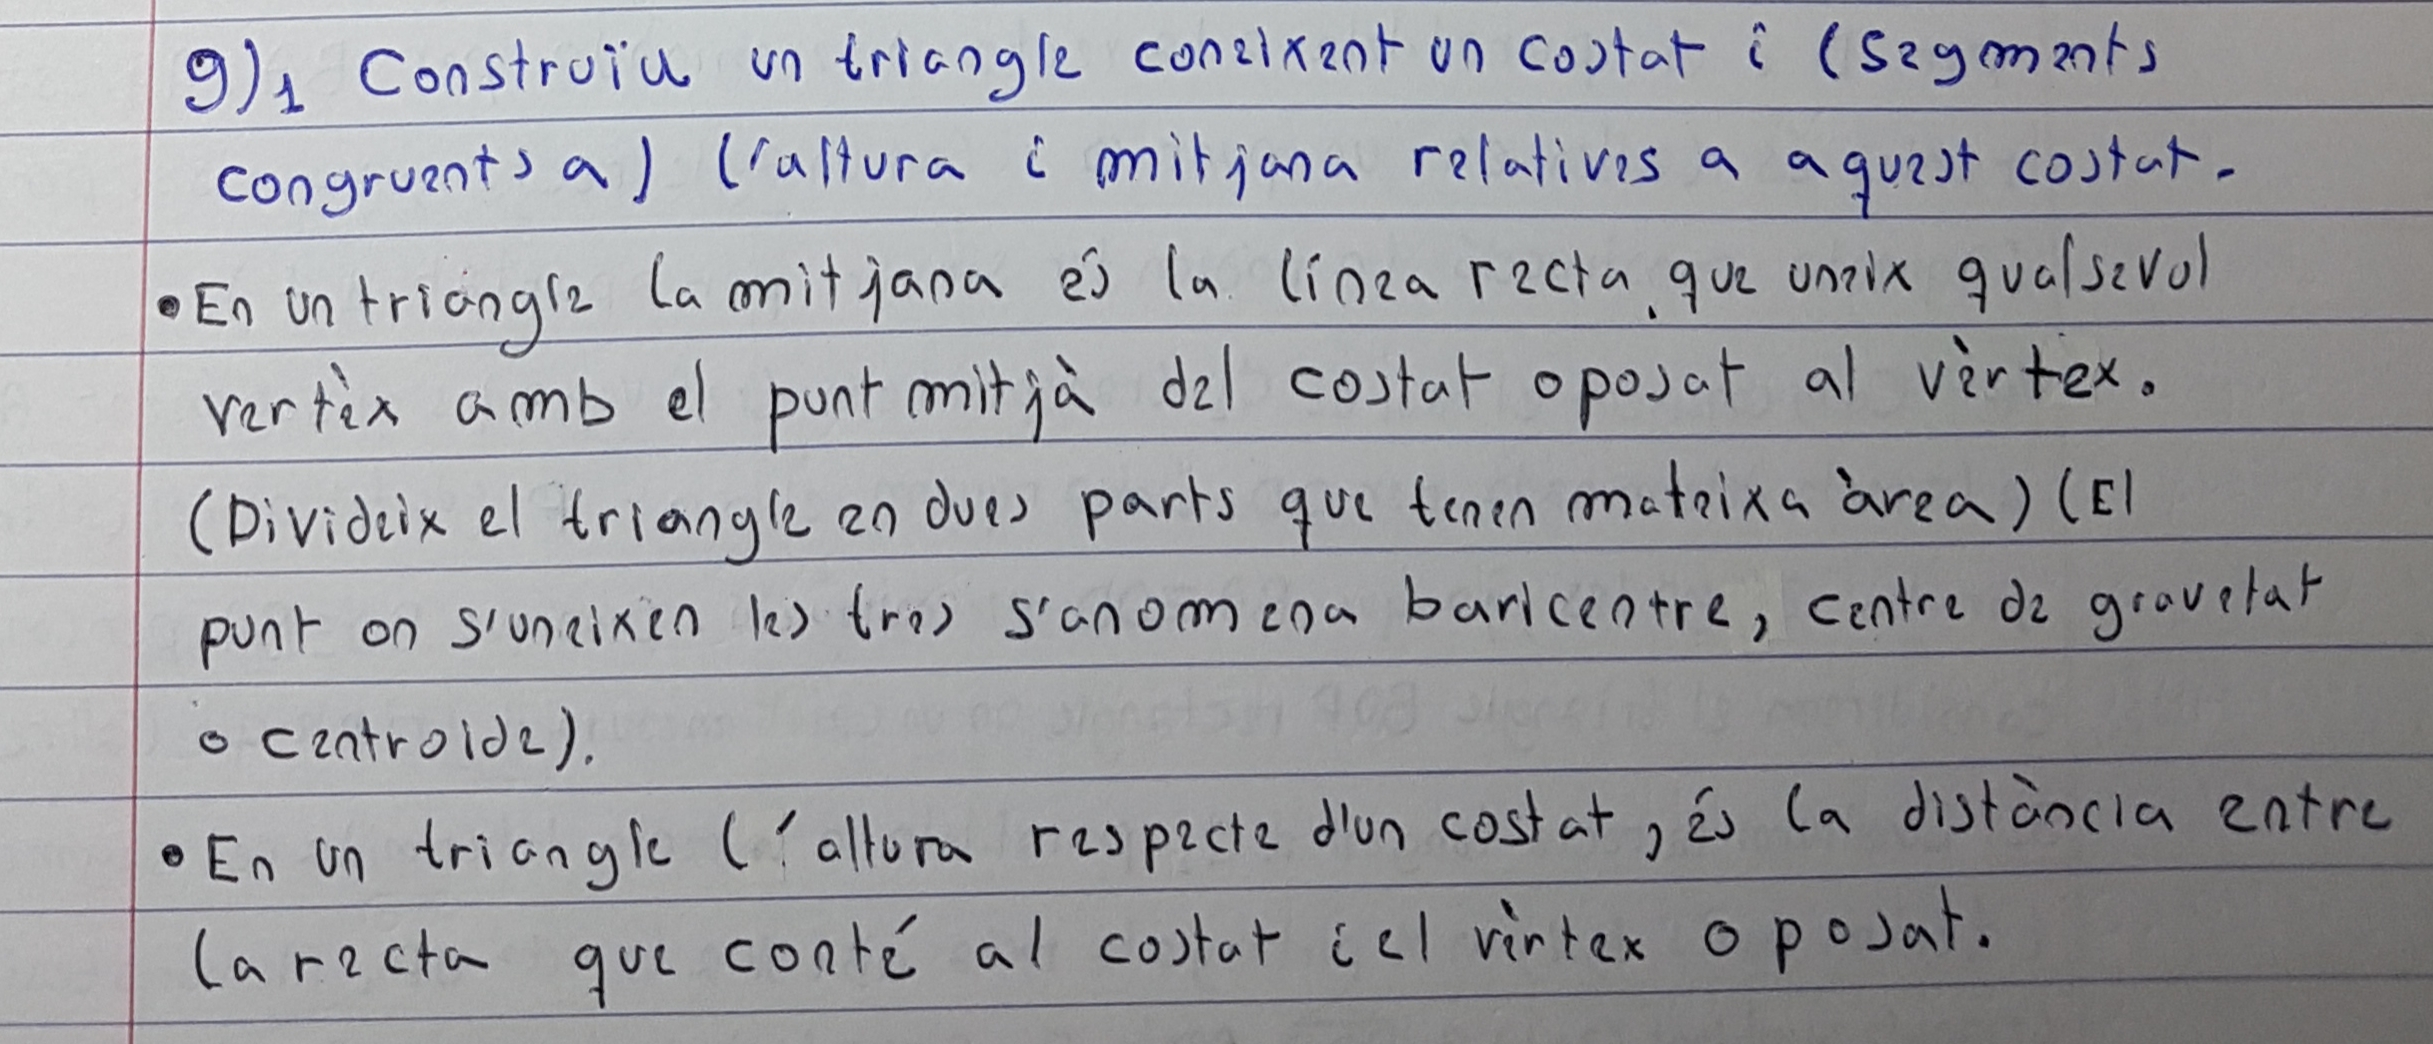 9)1 Construïu un triangle coneixent un costat i (segments
congruents a) l'altura i mitjana relatives a aquest costat.
• En un triangle la mitjana és la línea recta que uneix qualsevol
vertèx amb el punt mitjà del costat oposat al vèrtex.
(Divideix el triangle en dues parts que tenen mateixa àrea) (El
punt on s'uneixen les tres s'anomena baricentre, centre de gravetat
o centroide).
• En un triangle l'altura respecte d'un costat, és la distància entre
la recta que conté al costat i el vèrtex oposat.